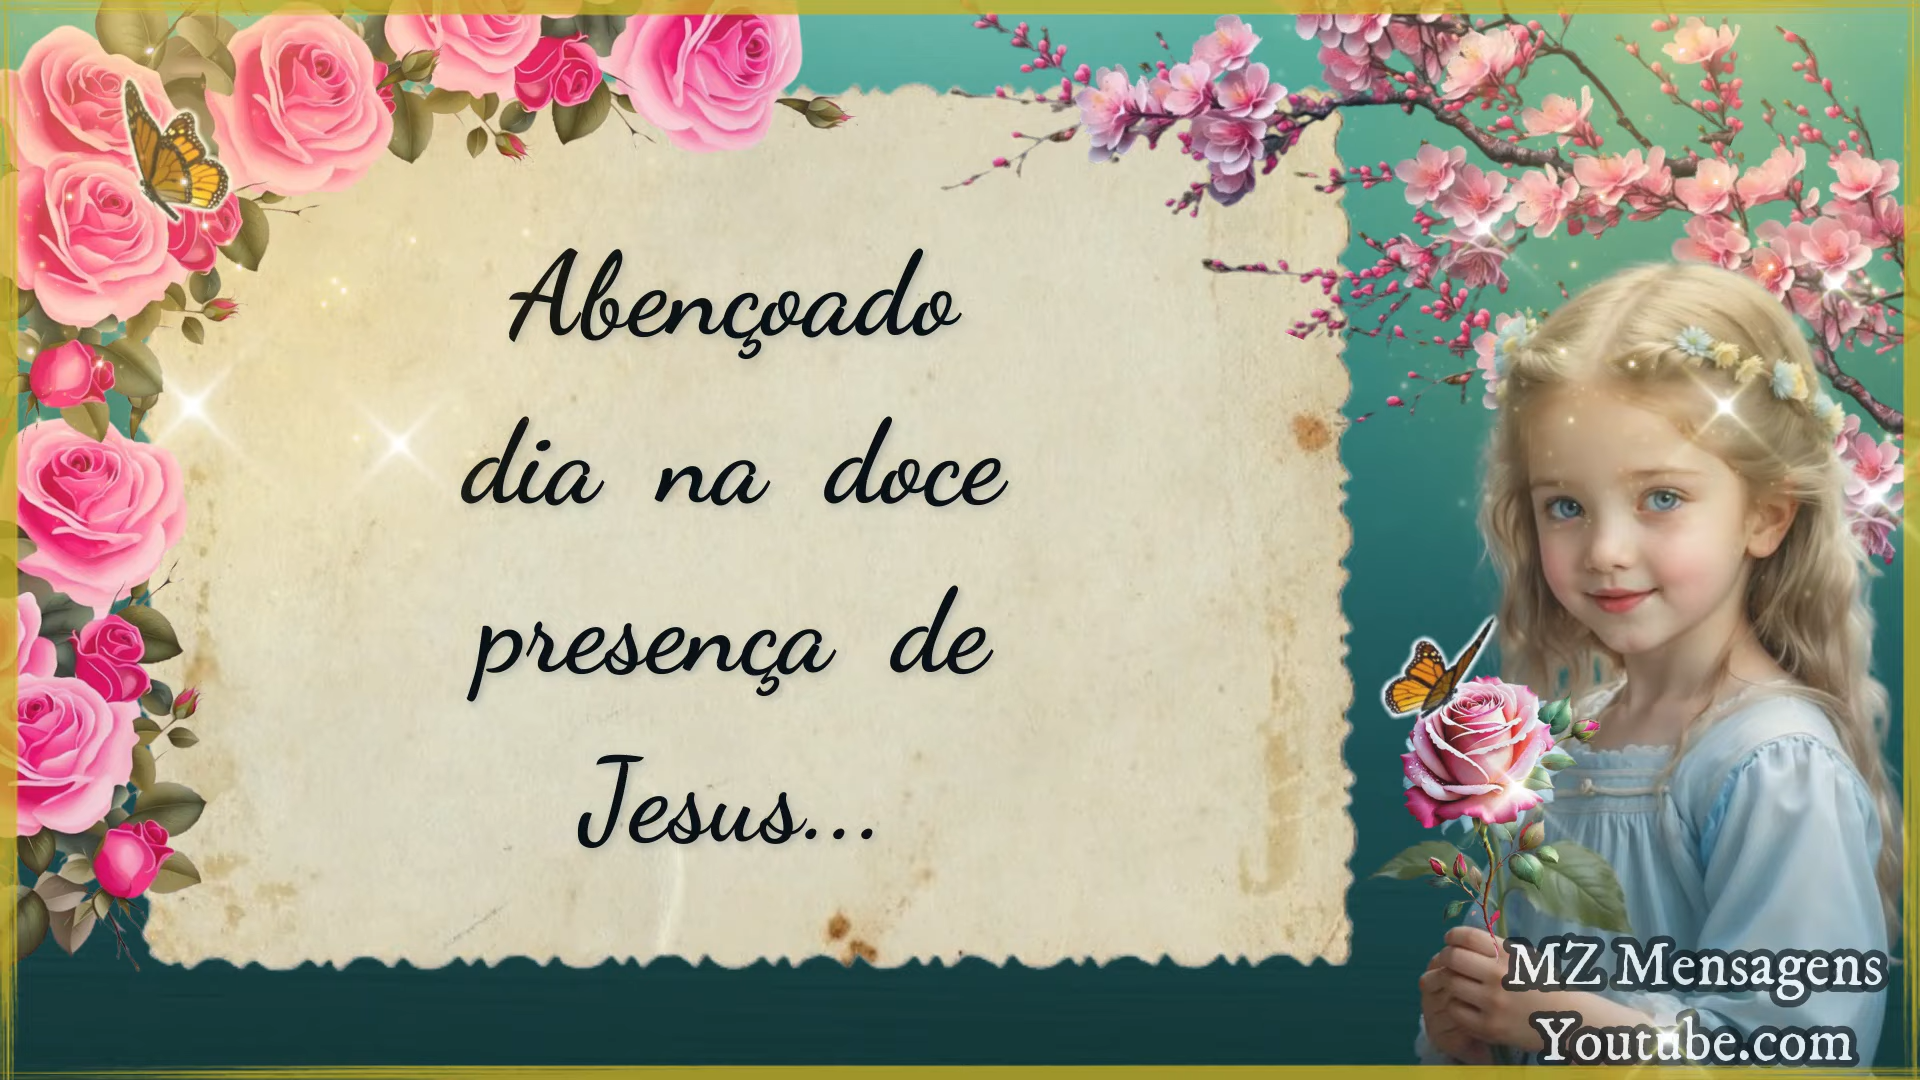 Abençoado
dia na doce
presença de
Jesus...
MZ Mensagens
Youtube.com